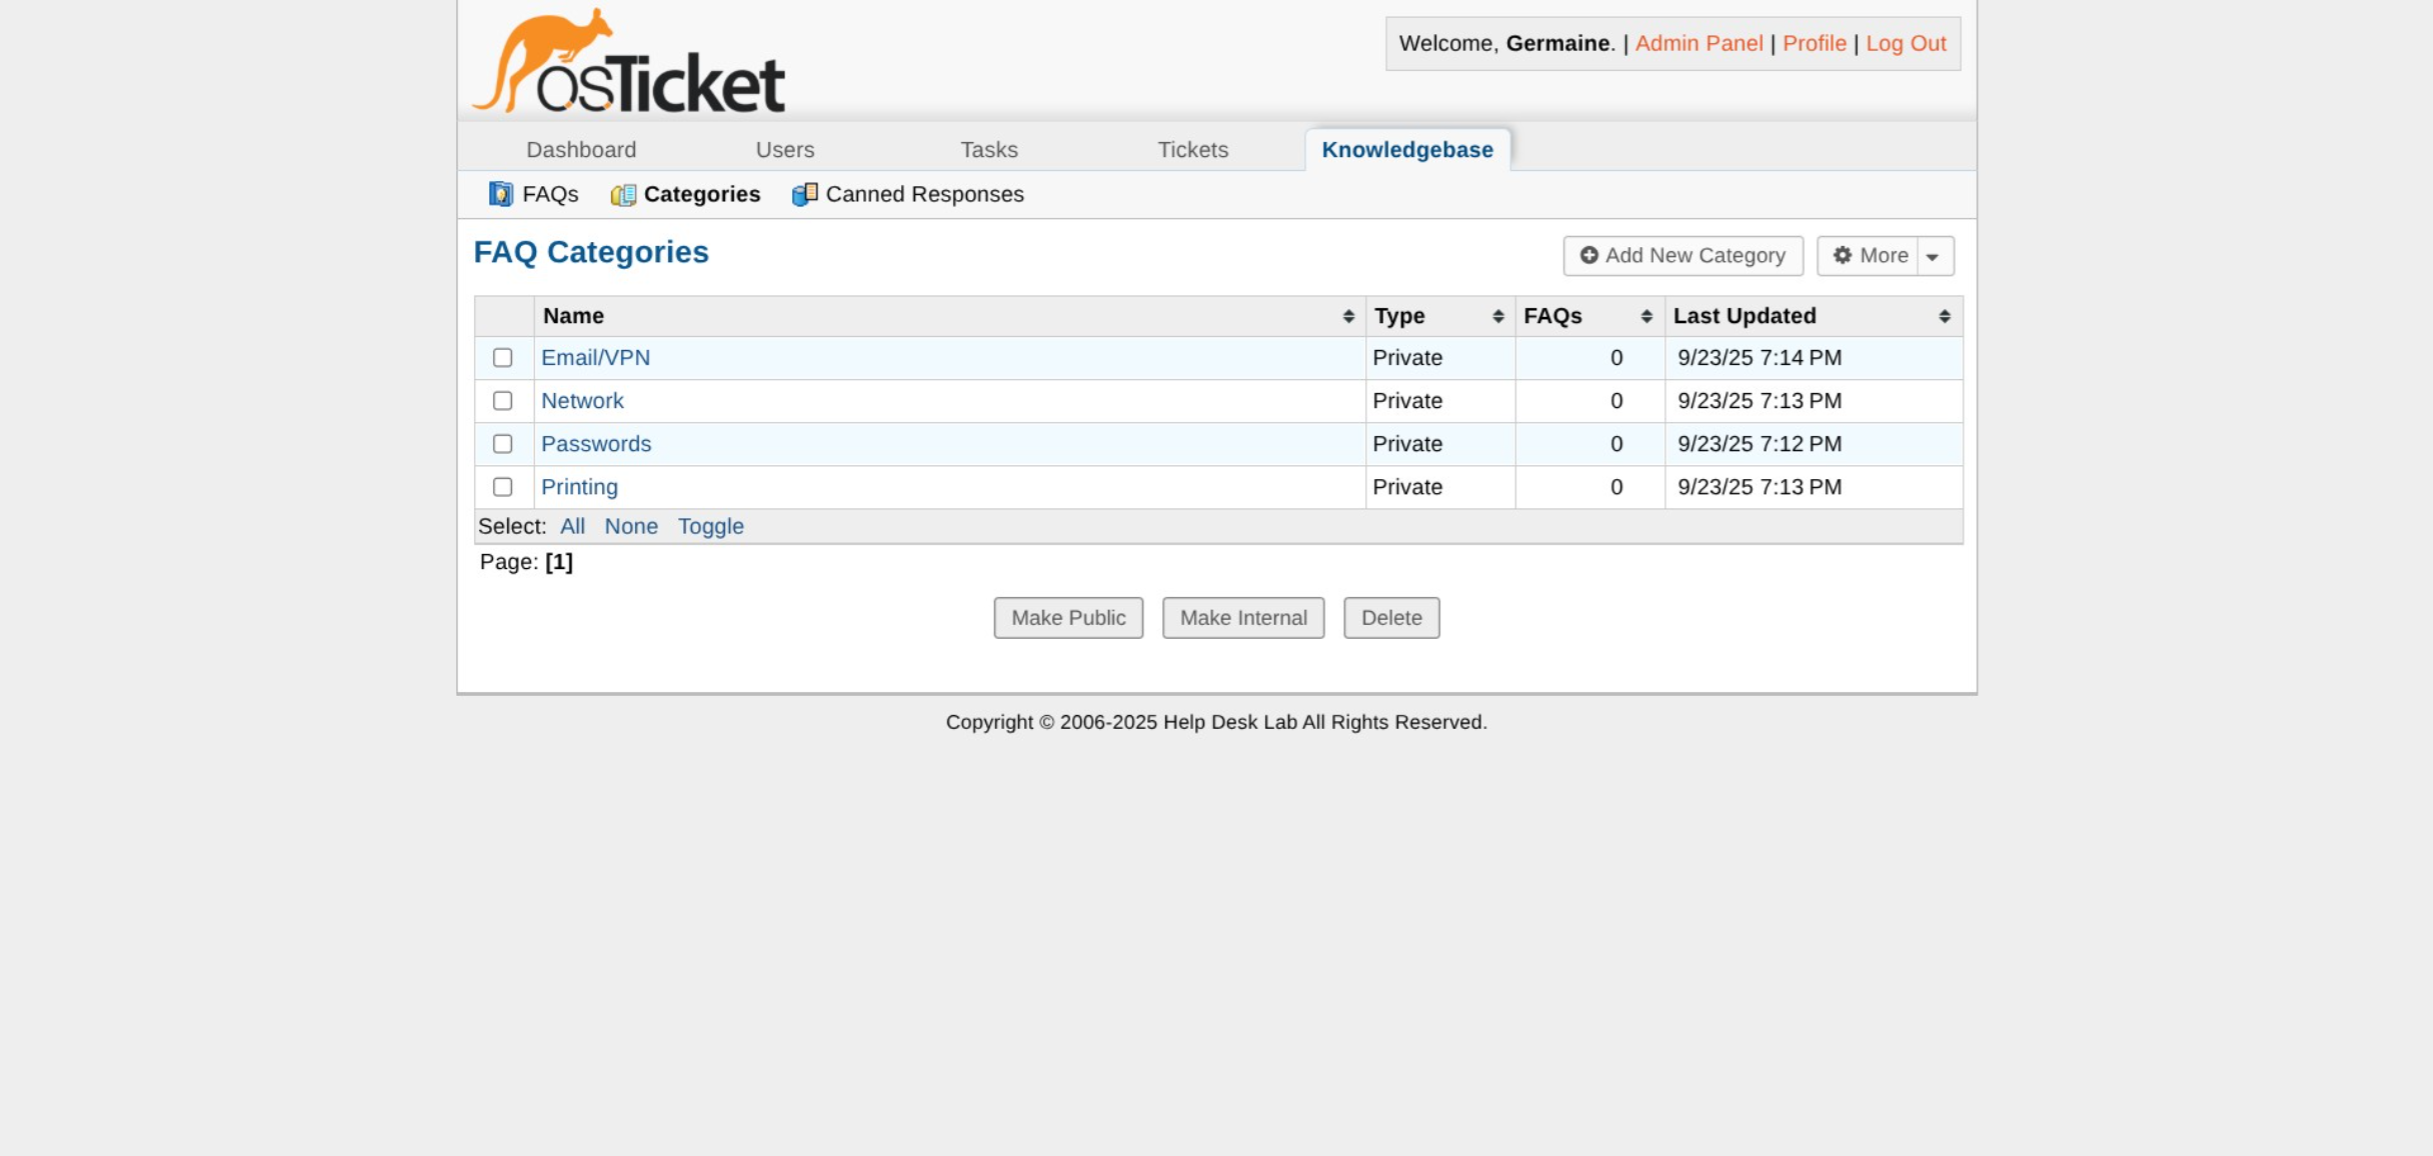 osTicket
Welcome, Germaine. | Admin Panel | Profile | Log Out
Dashboard Users Tasks Tickets Knowledgebase
FAQs Categories Canned Responses
FAQ Categories Add New Category More
Name Type FAQs Last Updated
Email/VPN Private 0 9/23/25 7:14 PM
Network Private 0 9/23/25 7:13 PM
Passwords Private 0 9/23/25 7:12 PM
Printing Private 0 9/23/25 7:13 PM
Select: All None Toggle
Page: [1]
Make Public Make Internal Delete
Copyright © 2006-2025 Help Desk Lab All Rights Reserved.